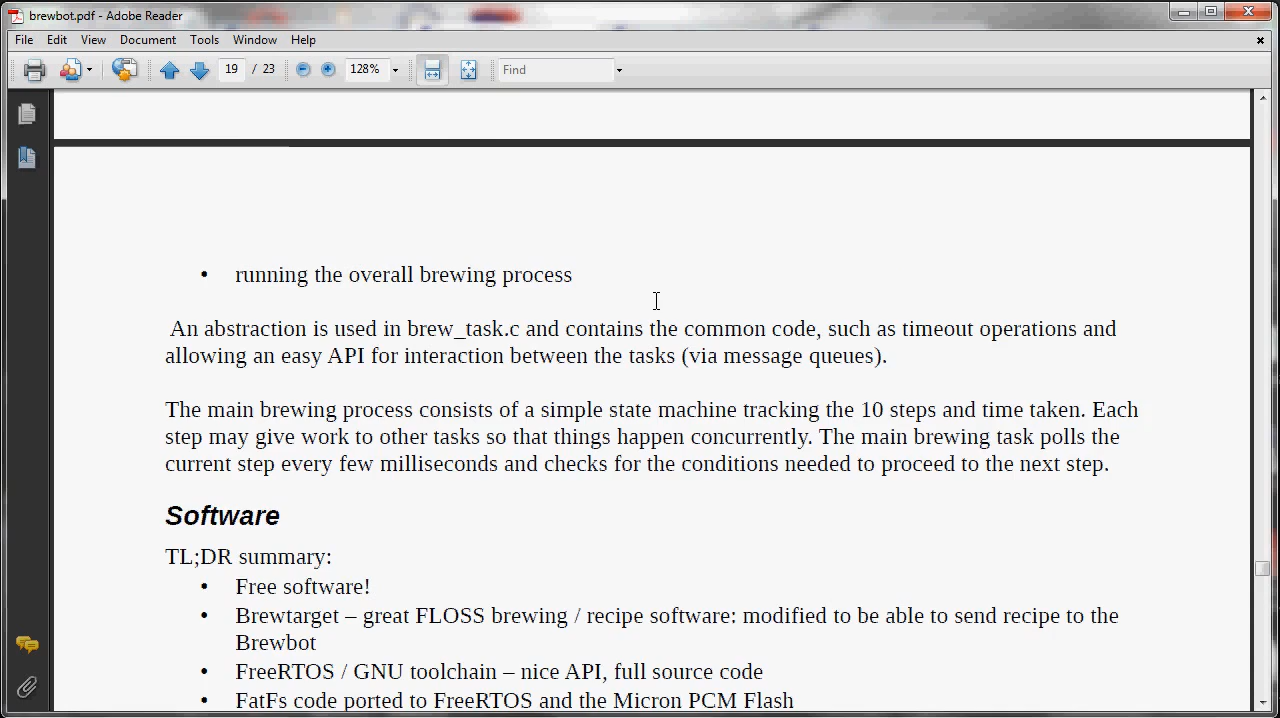 brewbot.pdf - Adobe Reader
File Edit View Document Tools Window Help
19 / 23 128% Find
• running the overall brewing process
An abstraction is used in brew_task.c and contains the common code, such as timeout operations and
allowing an easy API for interaction between the tasks (via message queues).
The main brewing process consists of a simple state machine tracking the 10 steps and time taken. Each
step may give work to other tasks so that things happen concurrently. The main brewing task polls the
current step every few milliseconds and checks for the conditions needed to proceed to the next step.
Software
TL;DR summary:
• Free software!
• Brewtarget – great FLOSS brewing / recipe software: modified to be able to send recipe to the
Brewbot
• FreeRTOS / GNU toolchain – nice API, full source code
• FatFs code ported to FreeRTOS and the Micron PCM Flash